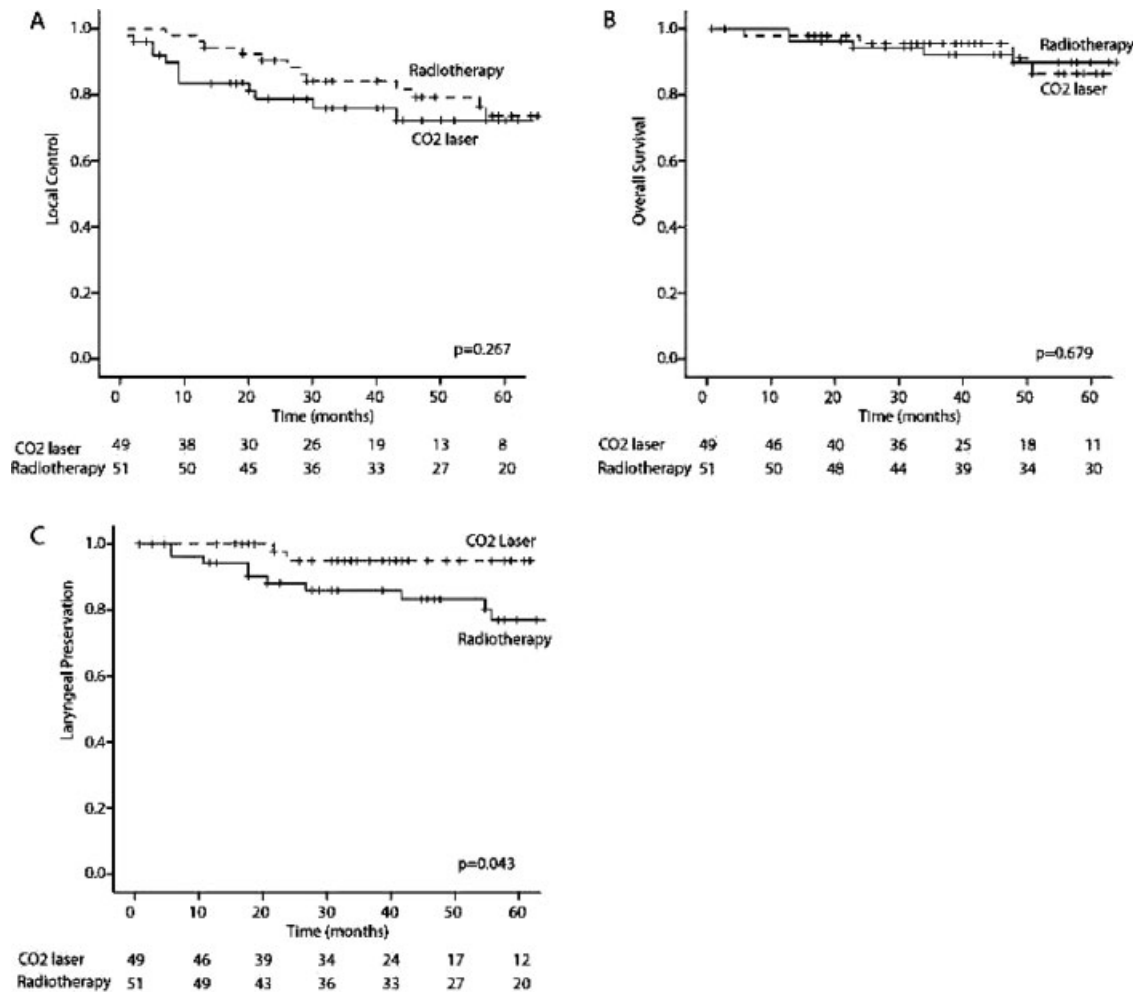 A
1.0
0.8
0.6
0.4
0.2
0.0
Local Control
Radiotherapy
CO2 laser
p=0.267
0 10 20 30 40 50 60
Time (months)
CO2 laser 49 38 30 26 19 13 8
Radiotherapy 51 50 45 36 33 27 20
B
1.0
0.8
0.6
0.4
0.2
0.0
Overall Survival
Radiotherapy
CO2 laser
p=0.679
0 10 20 30 40 50 60
Time (months)
CO2 laser 49 46 40 36 25 18 11
Radiotherapy 51 50 48 44 39 34 30
C
1.0
0.8
0.6
0.4
0.2
0.0
Laryngeal Preservation
CO2 Laser
Radiotherapy
p=0.043
0 10 20 30 40 50 60
Time (months)
CO2 laser 49 46 39 34 24 17 12
Radiotherapy 51 49 43 36 33 27 20